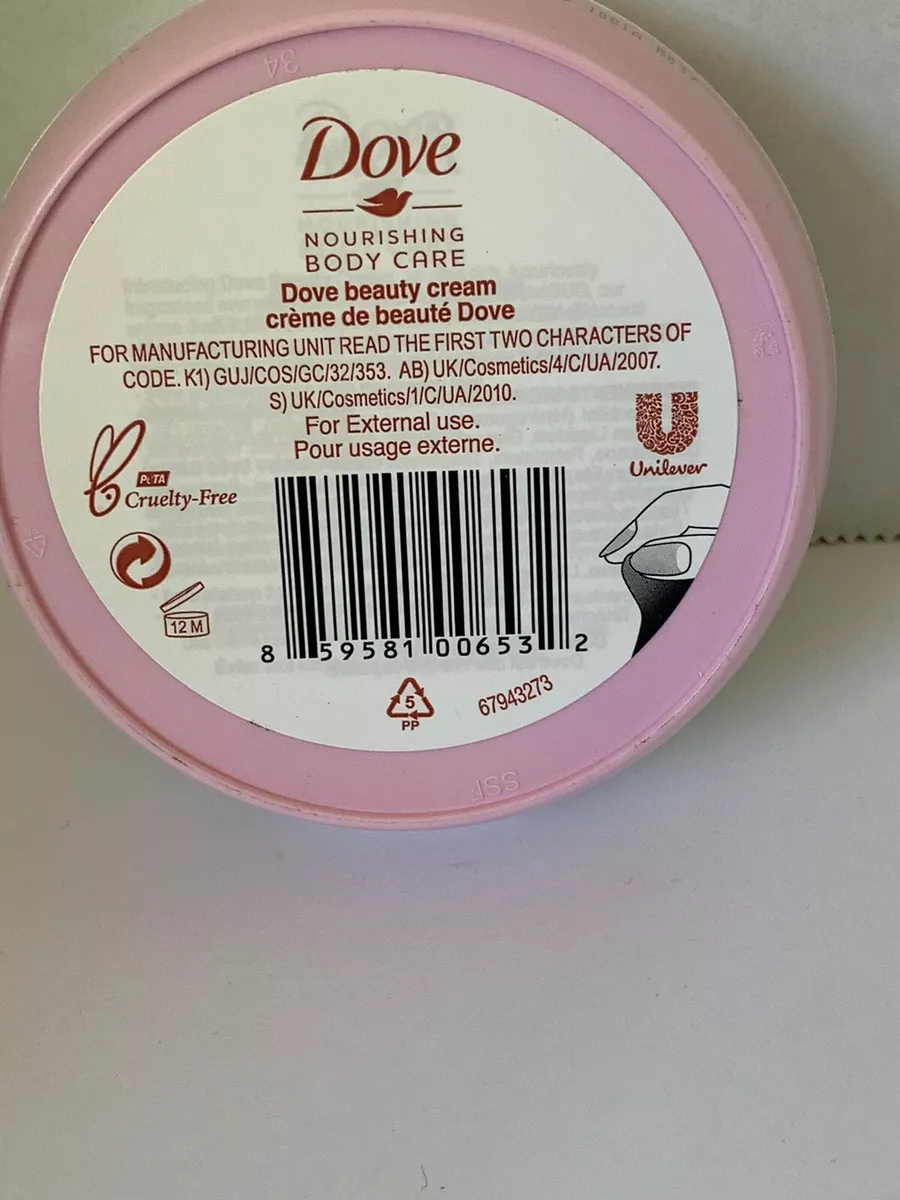 34
Dove
NOURISHING
BODY CARE
Dove beauty cream
crème de beauté Dove
FOR MANUFACTURING UNIT READ THE FIRST TWO CHARACTERS OF
CODE. K1) GUJ/COS/GC/32/353. AB) UK/Cosmetics/4/C/UA/2007.
S) UK/Cosmetics/1/C/UA/2010.
For External use.
Pour usage externe.
Unilever
PETA
Cruelty-Free
12 M
8 59581 00653 2
5
PP
67943273
SSF